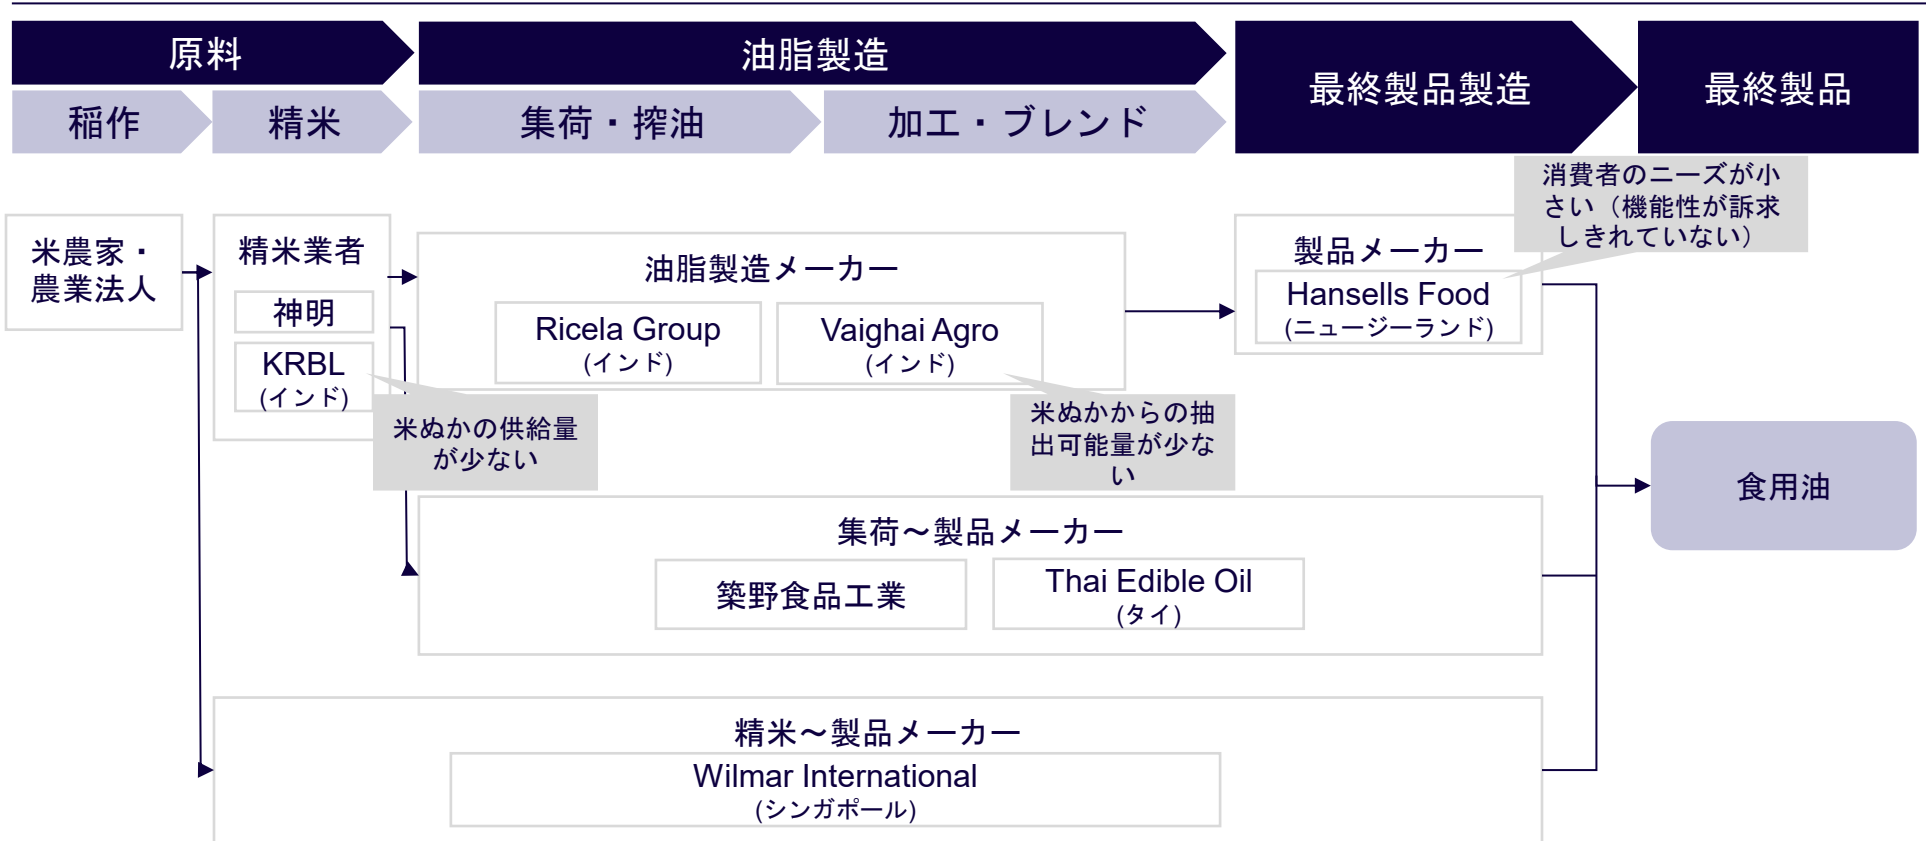 原料
油脂製造
最終製品製造
最終製品
稲作
精米
集荷・搾油
加工・ブレンド
消費者のニーズが小
さい（機能性が訴求
しきれていない）
米農家・
農業法人
精米業者
神明
KRBL
(インド)
米ぬかの供給量
が少ない
油脂製造メーカー
Ricela Group
(インド)
Vaighai Agro
(インド)
米ぬかからの抽
出可能量が少な
い
製品メーカー
Hansells Food
(ニュージーランド)
集荷～製品メーカー
築野食品工業
Thai Edible Oil
(タイ)
食用油
精米～製品メーカー
Wilmar International
(シンガポール)